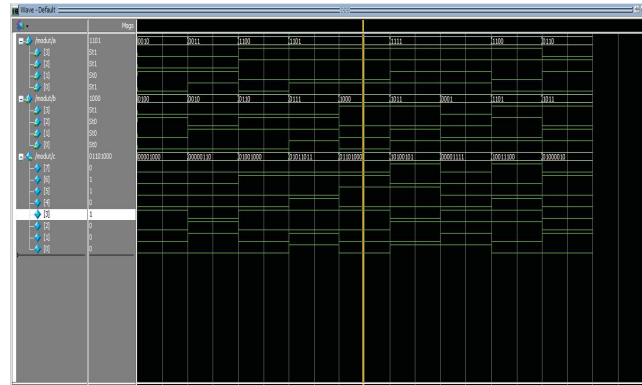 Wave - Default
Msgs
/modut/a 1101 0010 0011 1100 1101 1111 1100 0110
[3] St1
[2] St1
[1] St0
[0] St1
/modut/b 1000 0100 0010 0110 0111 1000 1011 0001 1101 1011
[3] St1
[2] St0
[1] St0
[0] St0
/modut/c 01101000 00001000 00000110 01001000 01011011 01101000 10100101 00001111 10011100 01000010
[7] 0
[6] 1
[5] 1
[4] 0
[3] 1
[2] 0
[1] 0
[0] 0